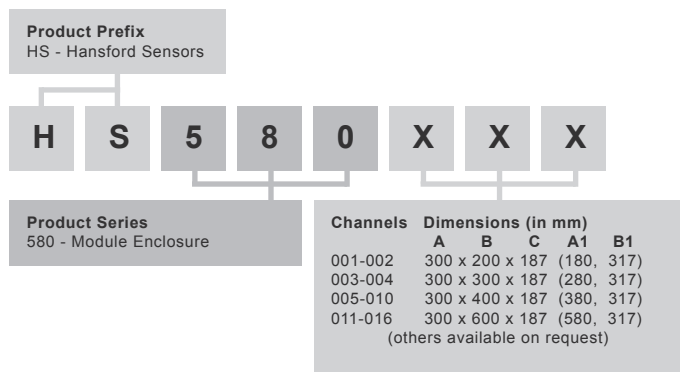 Product Prefix
HS - Hansford Sensors
H S 5 8 0 X X X
Product Series
580 - Module Enclosure
Channels Dimensions (in mm)
A B C A1 B1
001-002 300 x 200 x 187 (180, 317)
003-004 300 x 300 x 187 (280, 317)
005-010 300 x 400 x 187 (380, 317)
011-016 300 x 600 x 187 (580, 317)
(others available on request)